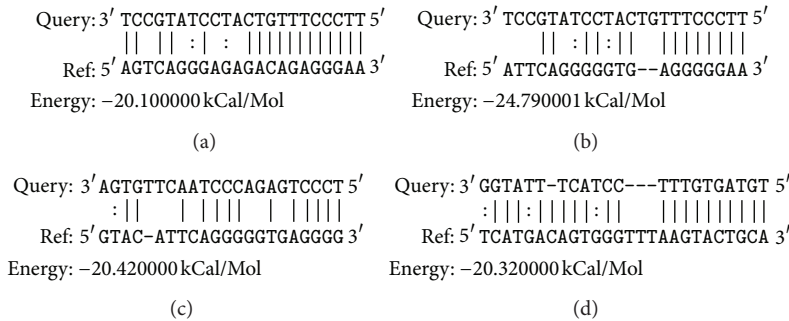 Query: 3′ TCCGTATCCTACTGTTTCCCTT 5′
|| | :| : |||||||||||
Ref: 5′ AGTCAGGGAGAGACAGAGGGAA 3′
Energy: −20.100000 kCal/Mol
(a)
Query: 3′ TCCGTATCCTACTGTTTCCCTT 5′
|| :||:|| |||||||
Ref: 5′ ATTCAGGGGGTG--AGGGGGAA 3′
Energy: −24.790001 kCal/Mol
(b)
Query: 3′ AGTGTTCAATCCCAGAGTCCCT 5′
:|| | |||| | ||||
Ref: 5′ GTAC-ATTCAGGGGGTGAGGGG 3′
Energy: −20.420000 kCal/Mol
(c)
Query: 3′ GGTATT-TCATCC---TTTGTGATGT 5′
:|||:|||||:|| |||||||||
Ref: 5′ TCATGACAGTGGGTTTAAGTACTGCA 3′
Energy: −20.320000 kCal/Mol
(d)